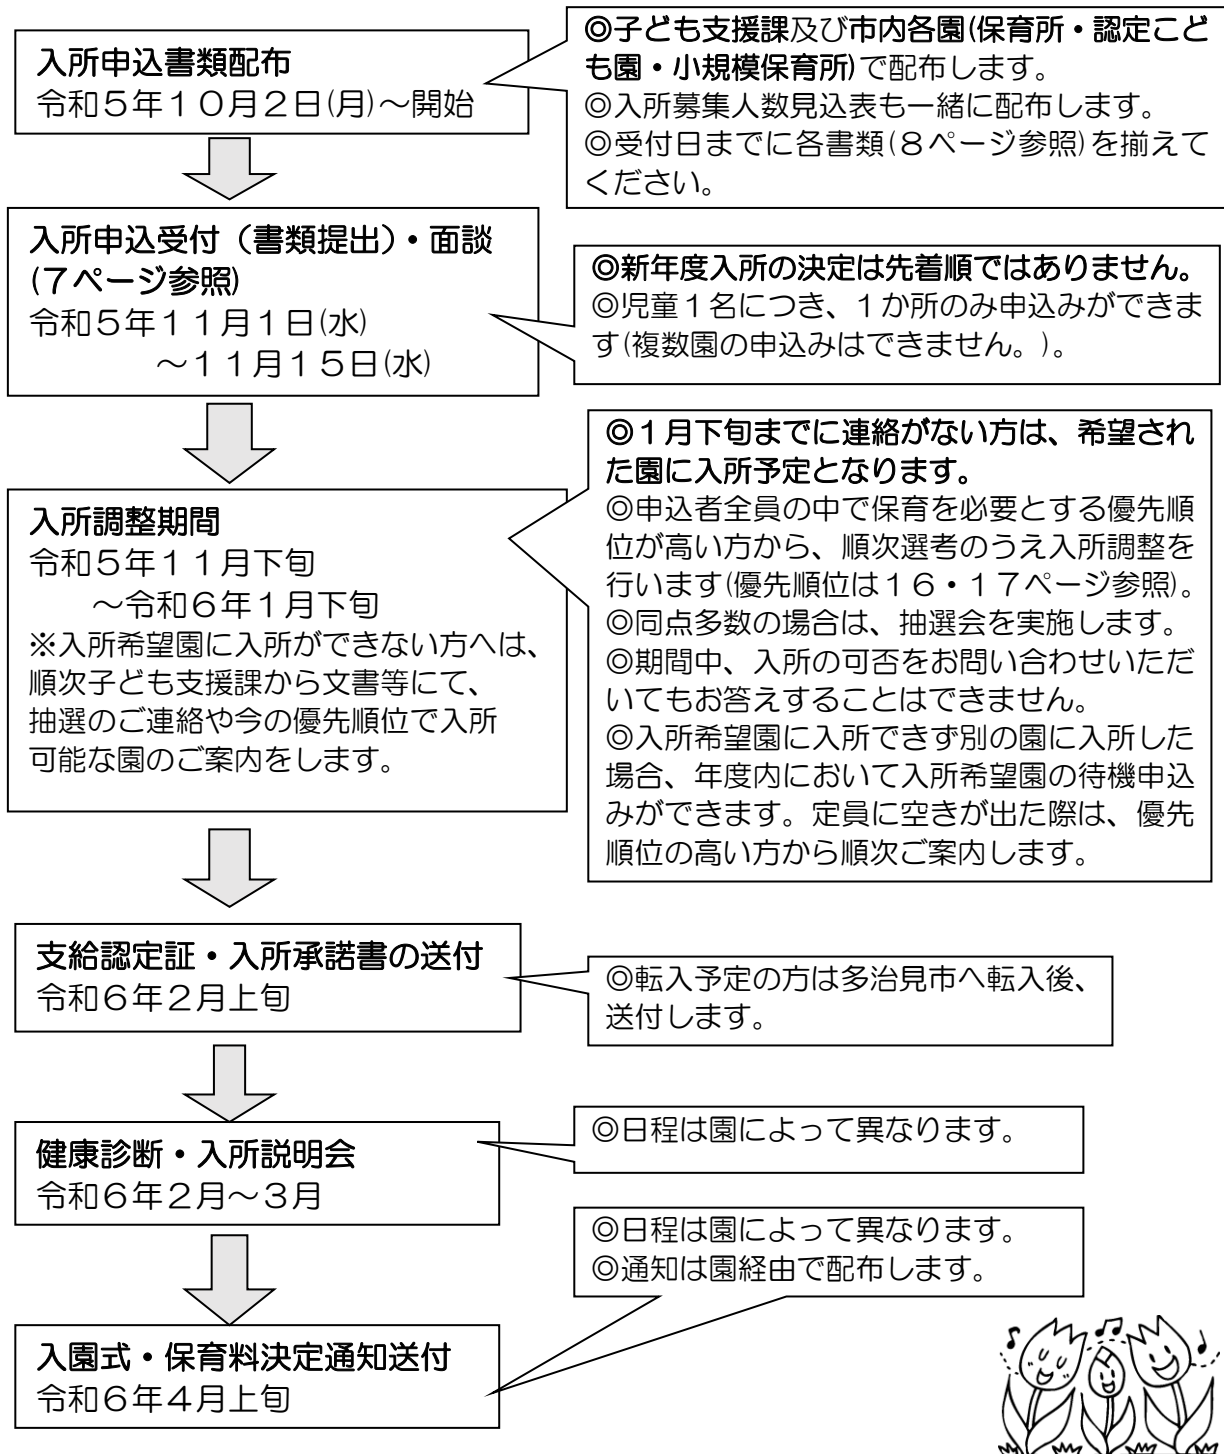 入所申込書類配布
令和５年１０月２日(月)～開始
◎子ども支援課及び市内各園(保育所・認定こど
も園・小規模保育所)で配布します。
◎入所募集人数見込表も一緒に配布します。
◎受付日までに各書類(８ページ参照)を揃えて
ください。
入所申込受付（書類提出）・面談
(７ページ参照)
令和５年１１月１日(水)
～１１月１５日(水)
◎新年度入所の決定は先着順ではありません。
◎児童１名につき、１か所のみ申込みができま
す(複数園の申込みはできません。)。
入所調整期間
令和５年１１月下旬
～令和６年１月下旬
※入所希望園に入所ができない方へは、
順次子ども支援課から文書等にて、
抽選のご連絡や今の優先順位で入所
可能な園のご案内をします。
◎１月下旬までに連絡がない方は、希望され
た園に入所予定となります。
◎申込者全員の中で保育を必要とする優先順
位が高い方から、順次選考のうえ入所調整を
行います(優先順位は１６・１７ページ参照)。
◎同点多数の場合は、抽選会を実施します。
◎期間中、入所の可否をお問い合わせいただ
いてもお答えすることはできません。
◎入所希望園に入所できず別の園に入所した
場合、年度内において入所希望園の待機申込
みができます。定員に空きが出た際は、優先
順位の高い方から順次ご案内します。
支給認定証・入所承諾書の送付
令和６年２月上旬
◎転入予定の方は多治見市へ転入後、
送付します。
健康診断・入所説明会
令和６年２月～３月
◎日程は園によって異なります。
◎日程は園によって異なります。
◎通知は園経由で配布します。
入園式・保育料決定通知送付
令和６年４月上旬